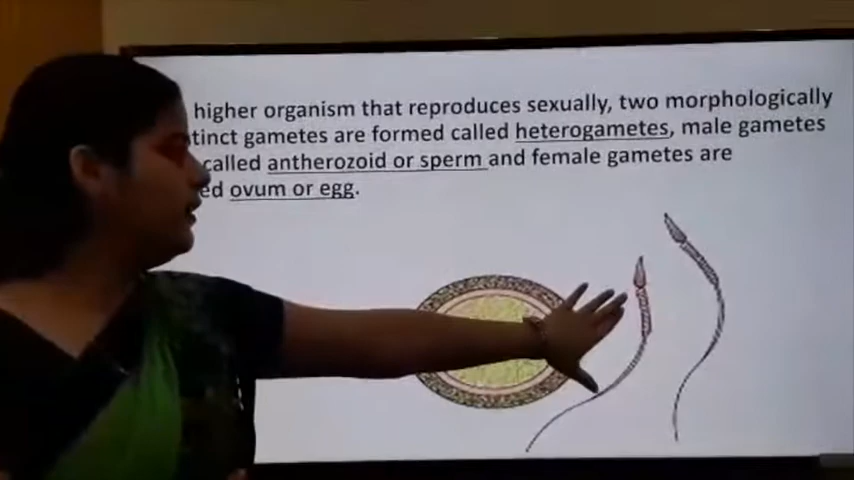 higher organism that reproduces sexually, two morphologically
tinct gametes are formed called heterogametes, male gametes
called antherozoid or sperm and female gametes are
ed ovum or egg.